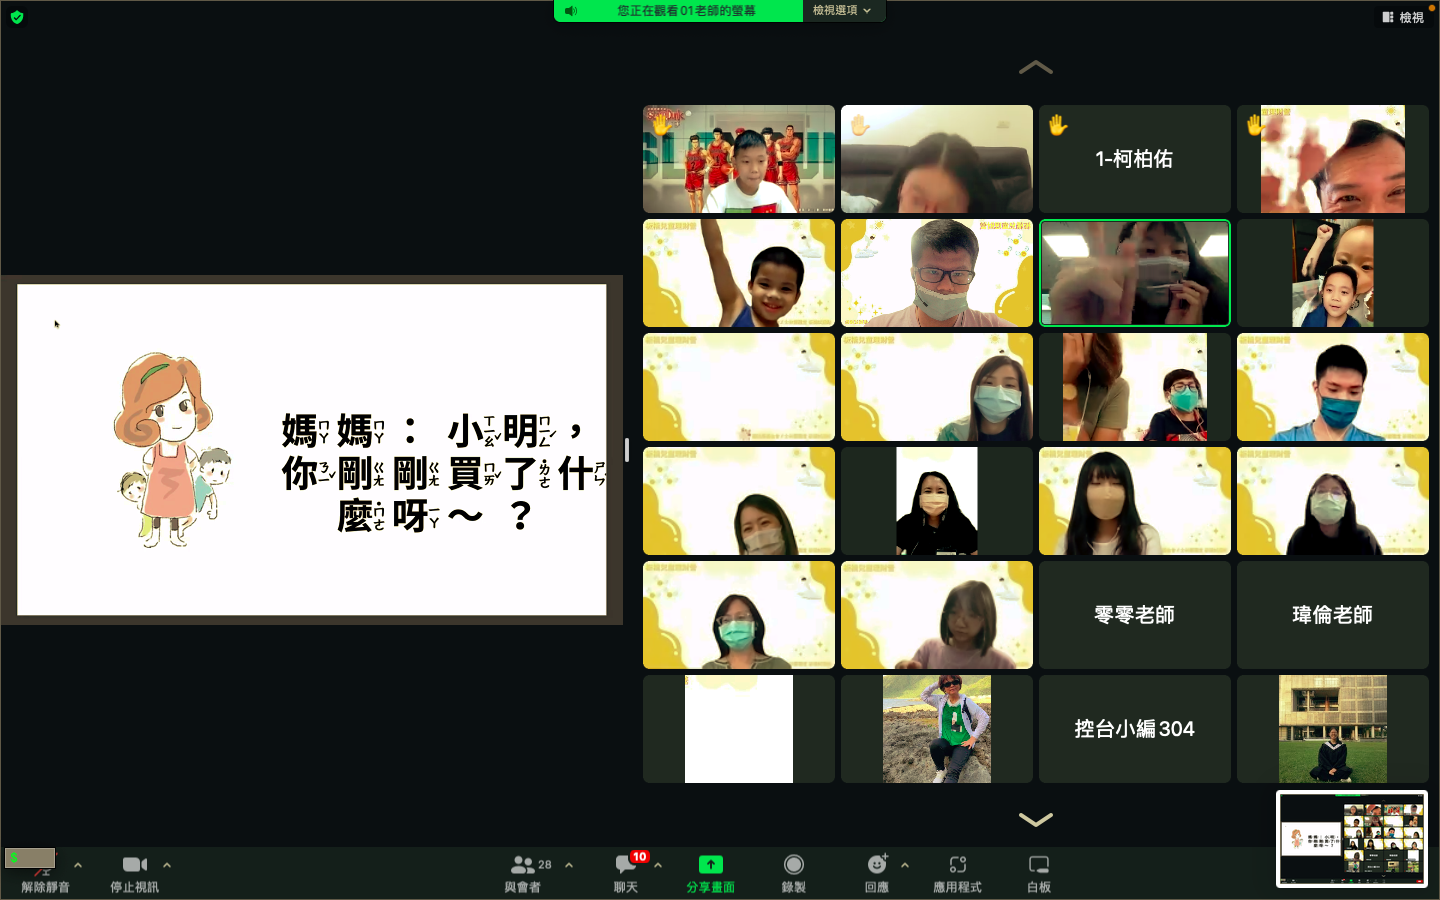 您正在觀看01老師的螢幕
檢視選項
檢視
1-柯柏佑
媽ㄇㄚ媽ㄇㄚ：小ㄒㄧㄠˇ明ㄇㄧㄥˊ，
你ㄋㄧˇ剛ㄍㄤ剛ㄍㄤ買ㄇㄞˇ了˙ㄌㄜ什ㄕㄣˊ
麼˙ㄇㄜ呀ㄧㄚ～？
零零老師
瑋倫老師
控台小編304
解除靜音
停止視訊
28
與會者
10
聊天
分享畫面
錄製
回應
應用程式
白板